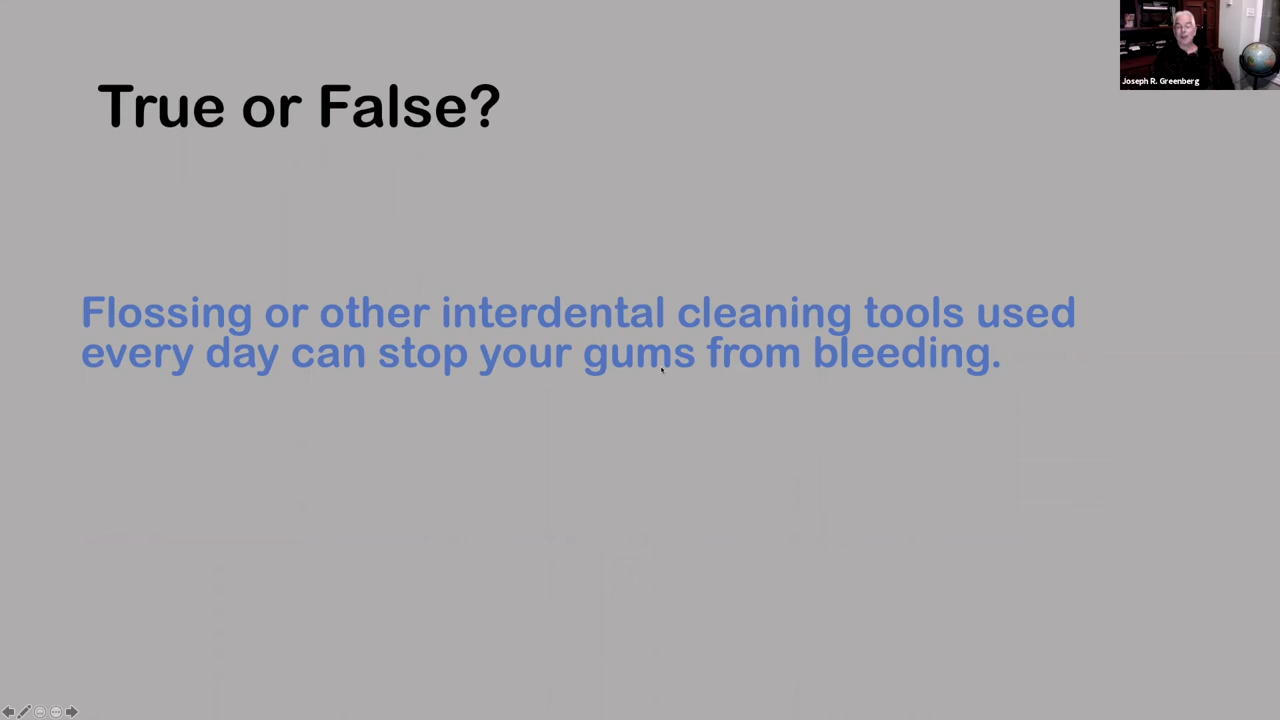 True or False?
Joseph R. Greenberg
Flossing or other interdental cleaning tools used
every day can stop your gums from bleeding.